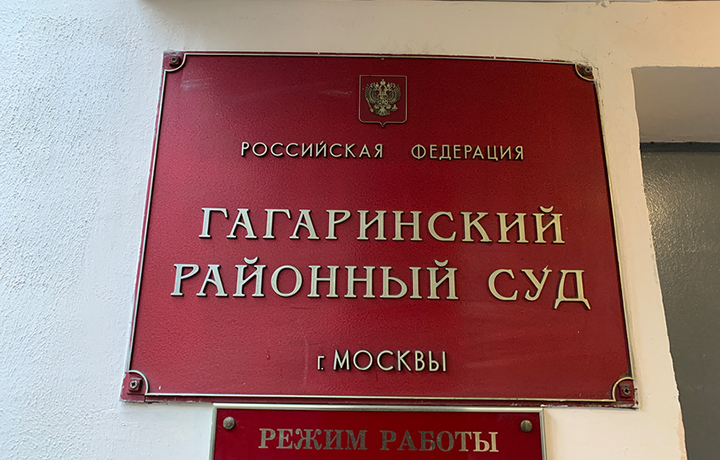 РОССИЙСКАЯ ФЕДЕРАЦИЯ
ГАГАРИНСКИЙ
РАЙОННЫЙ СУД
г. МОСКВЫ
РЕЖИМ РАБОТЫ